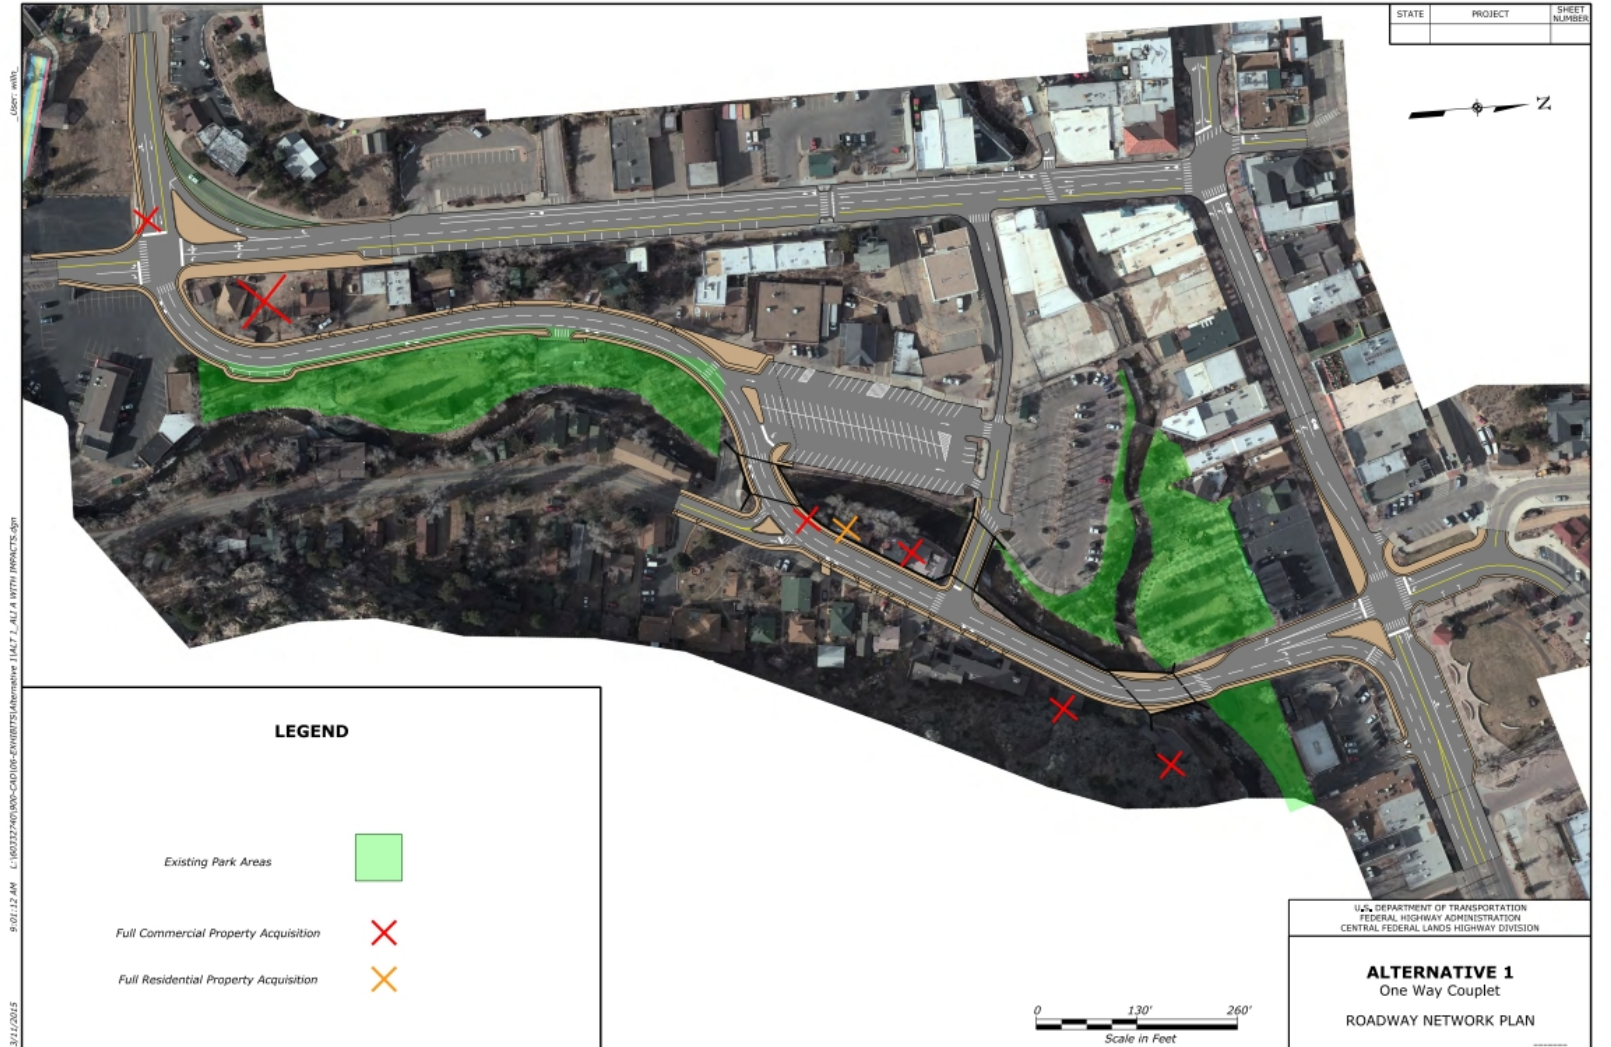 STATE
PROJECT
SHEET
NUMBER
N
LEGEND
Existing Park Areas
Full Commercial Property Acquisition
Full Residential Property Acquisition
0 130' 260'
Scale in Feet
U.S. DEPARTMENT OF TRANSPORTATION
FEDERAL HIGHWAY ADMINISTRATION
CENTRAL FEDERAL LANDS HIGHWAY DIVISION
ALTERNATIVE 1
One Way Couplet
ROADWAY NETWORK PLAN
3/11/2015
9:01:12 AM